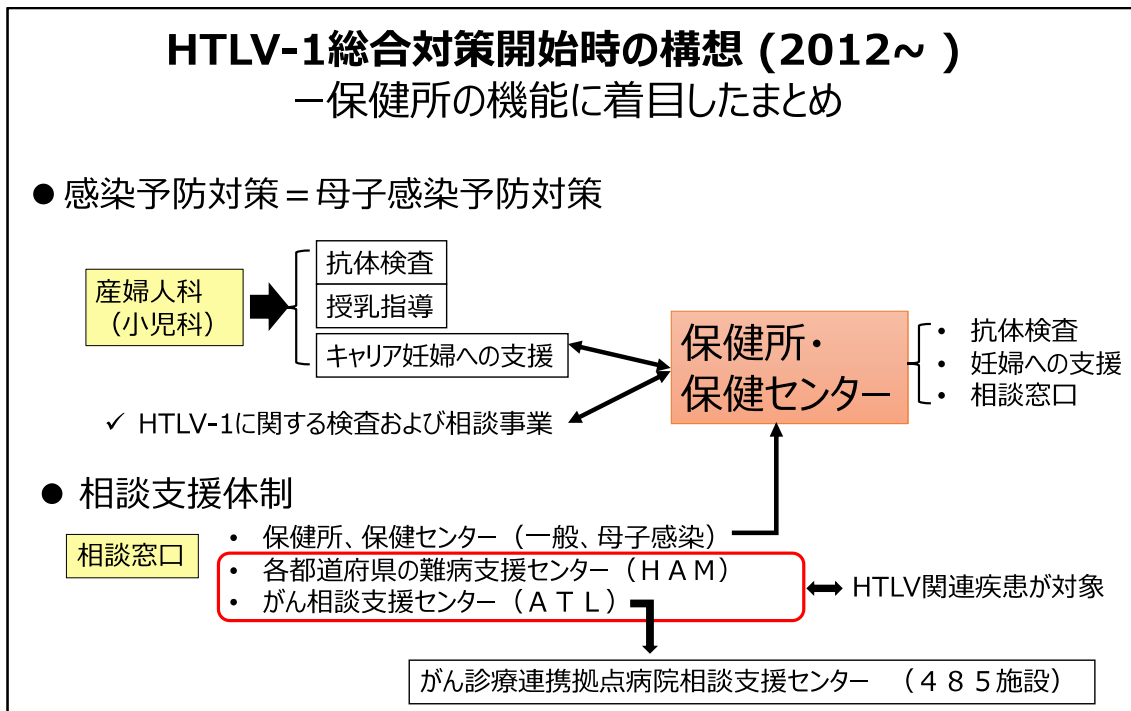 HTLV-1総合対策開始時の構想 (2012~ )
－保健所の機能に着目したまとめ
● 感染予防対策＝母子感染予防対策
産婦人科
（小児科）
抗体検査
授乳指導
キャリア妊婦への支援
保健所・
保健センター
• 抗体検査
• 妊婦への支援
• 相談窓口
✓ HTLV-1に関する検査および相談事業
● 相談支援体制
相談窓口
• 保健所、保健センター（一般、母子感染）
• 各都道府県の難病支援センター（ＨＡＭ）
• がん相談支援センター（ＡＴＬ）
HTLV関連疾患が対象
がん診療連携拠点病院相談支援センター　（４８５施設）